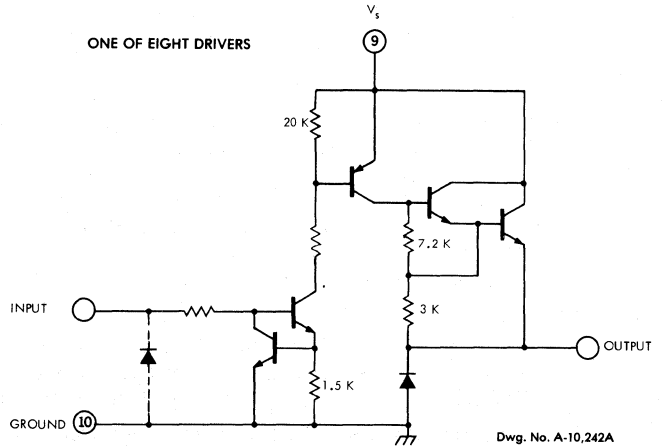 Vs
ONE OF EIGHT DRIVERS
9
20 K
7.2 K
INPUT
3 K
OUTPUT
1.5 K
GROUND 10
Dwg. No. A-10,242A